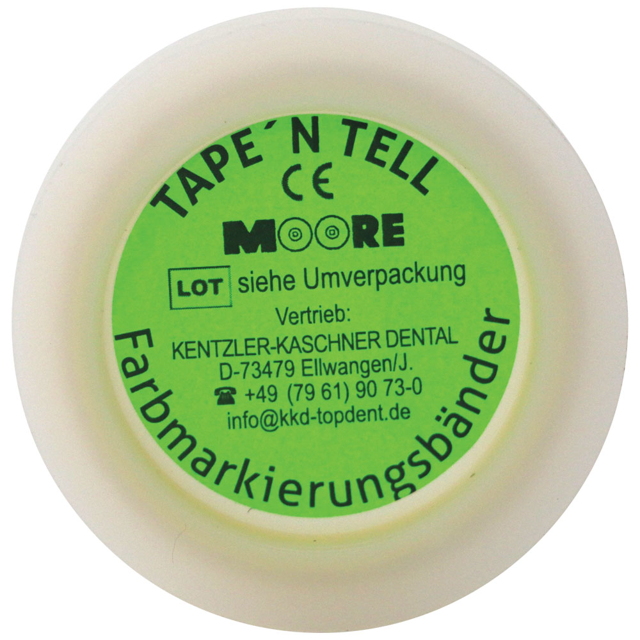 TAPE´N TELL
CE
MOORE
LOT siehe Umverpackung
Vertrieb:
KENTZLER-KASCHNER DENTAL
D-73479 Ellwangen/J.
☎ +49 (79 61) 90 73-0
info@kkd-topdent.de
Farbmarkierungsbänder